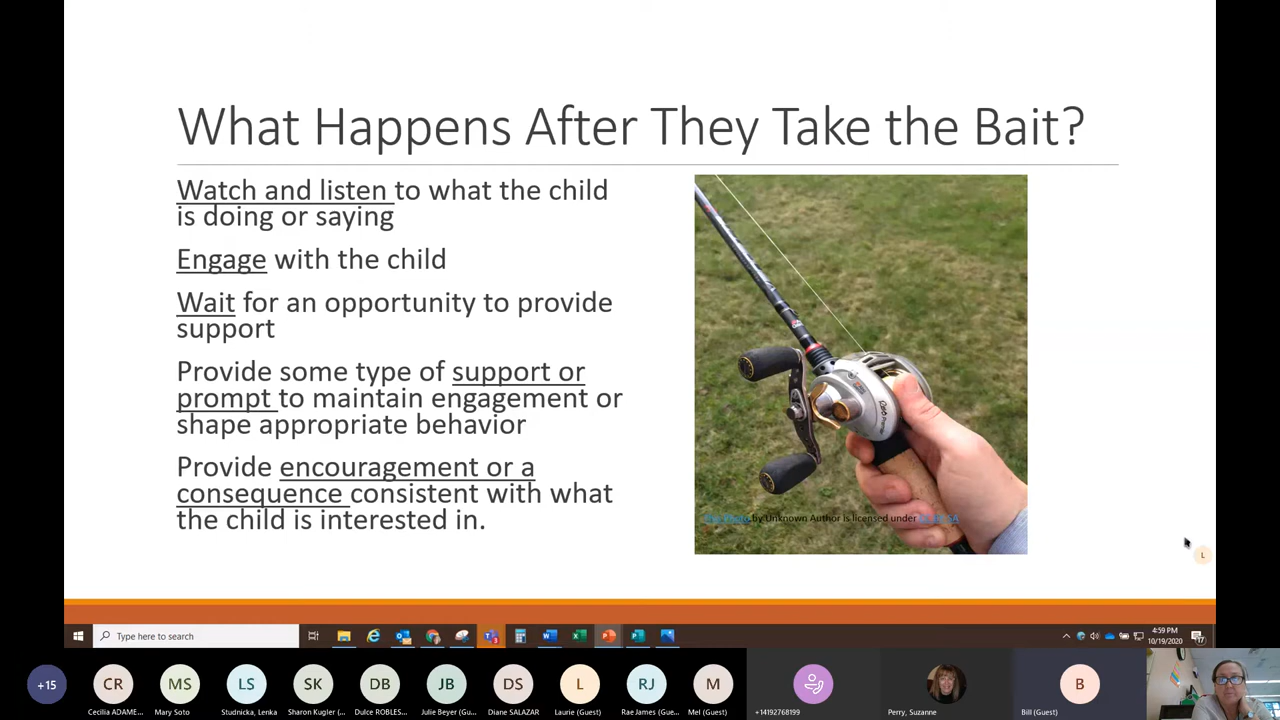 What Happens After They Take the Bait?
Watch and listen to what the child
is doing or saying
Engage with the child
Wait for an opportunity to provide
support
Provide some type of support or
prompt to maintain engagement or
shape appropriate behavior
Provide encouragement or a
consequence consistent with what
the child is interested in.
by Unknown Author is licensed under
L
Type here to search
4:59 PM
10/19/2020
17
+15
CR
MS
LS
SK
DB
JB
DS
L
RJ
M
B
Cecilia ADAME...
Mary Soto
Studnicka, Lenka
Sharon Kugler (...
Dulce ROBLES...
Julie Beyer (Gu...
Diane SALAZAR
Laurie (Guest)
Rae James (Gue...
Mel (Guest)
+14192768199
Perry, Suzanne
Bill (Guest)